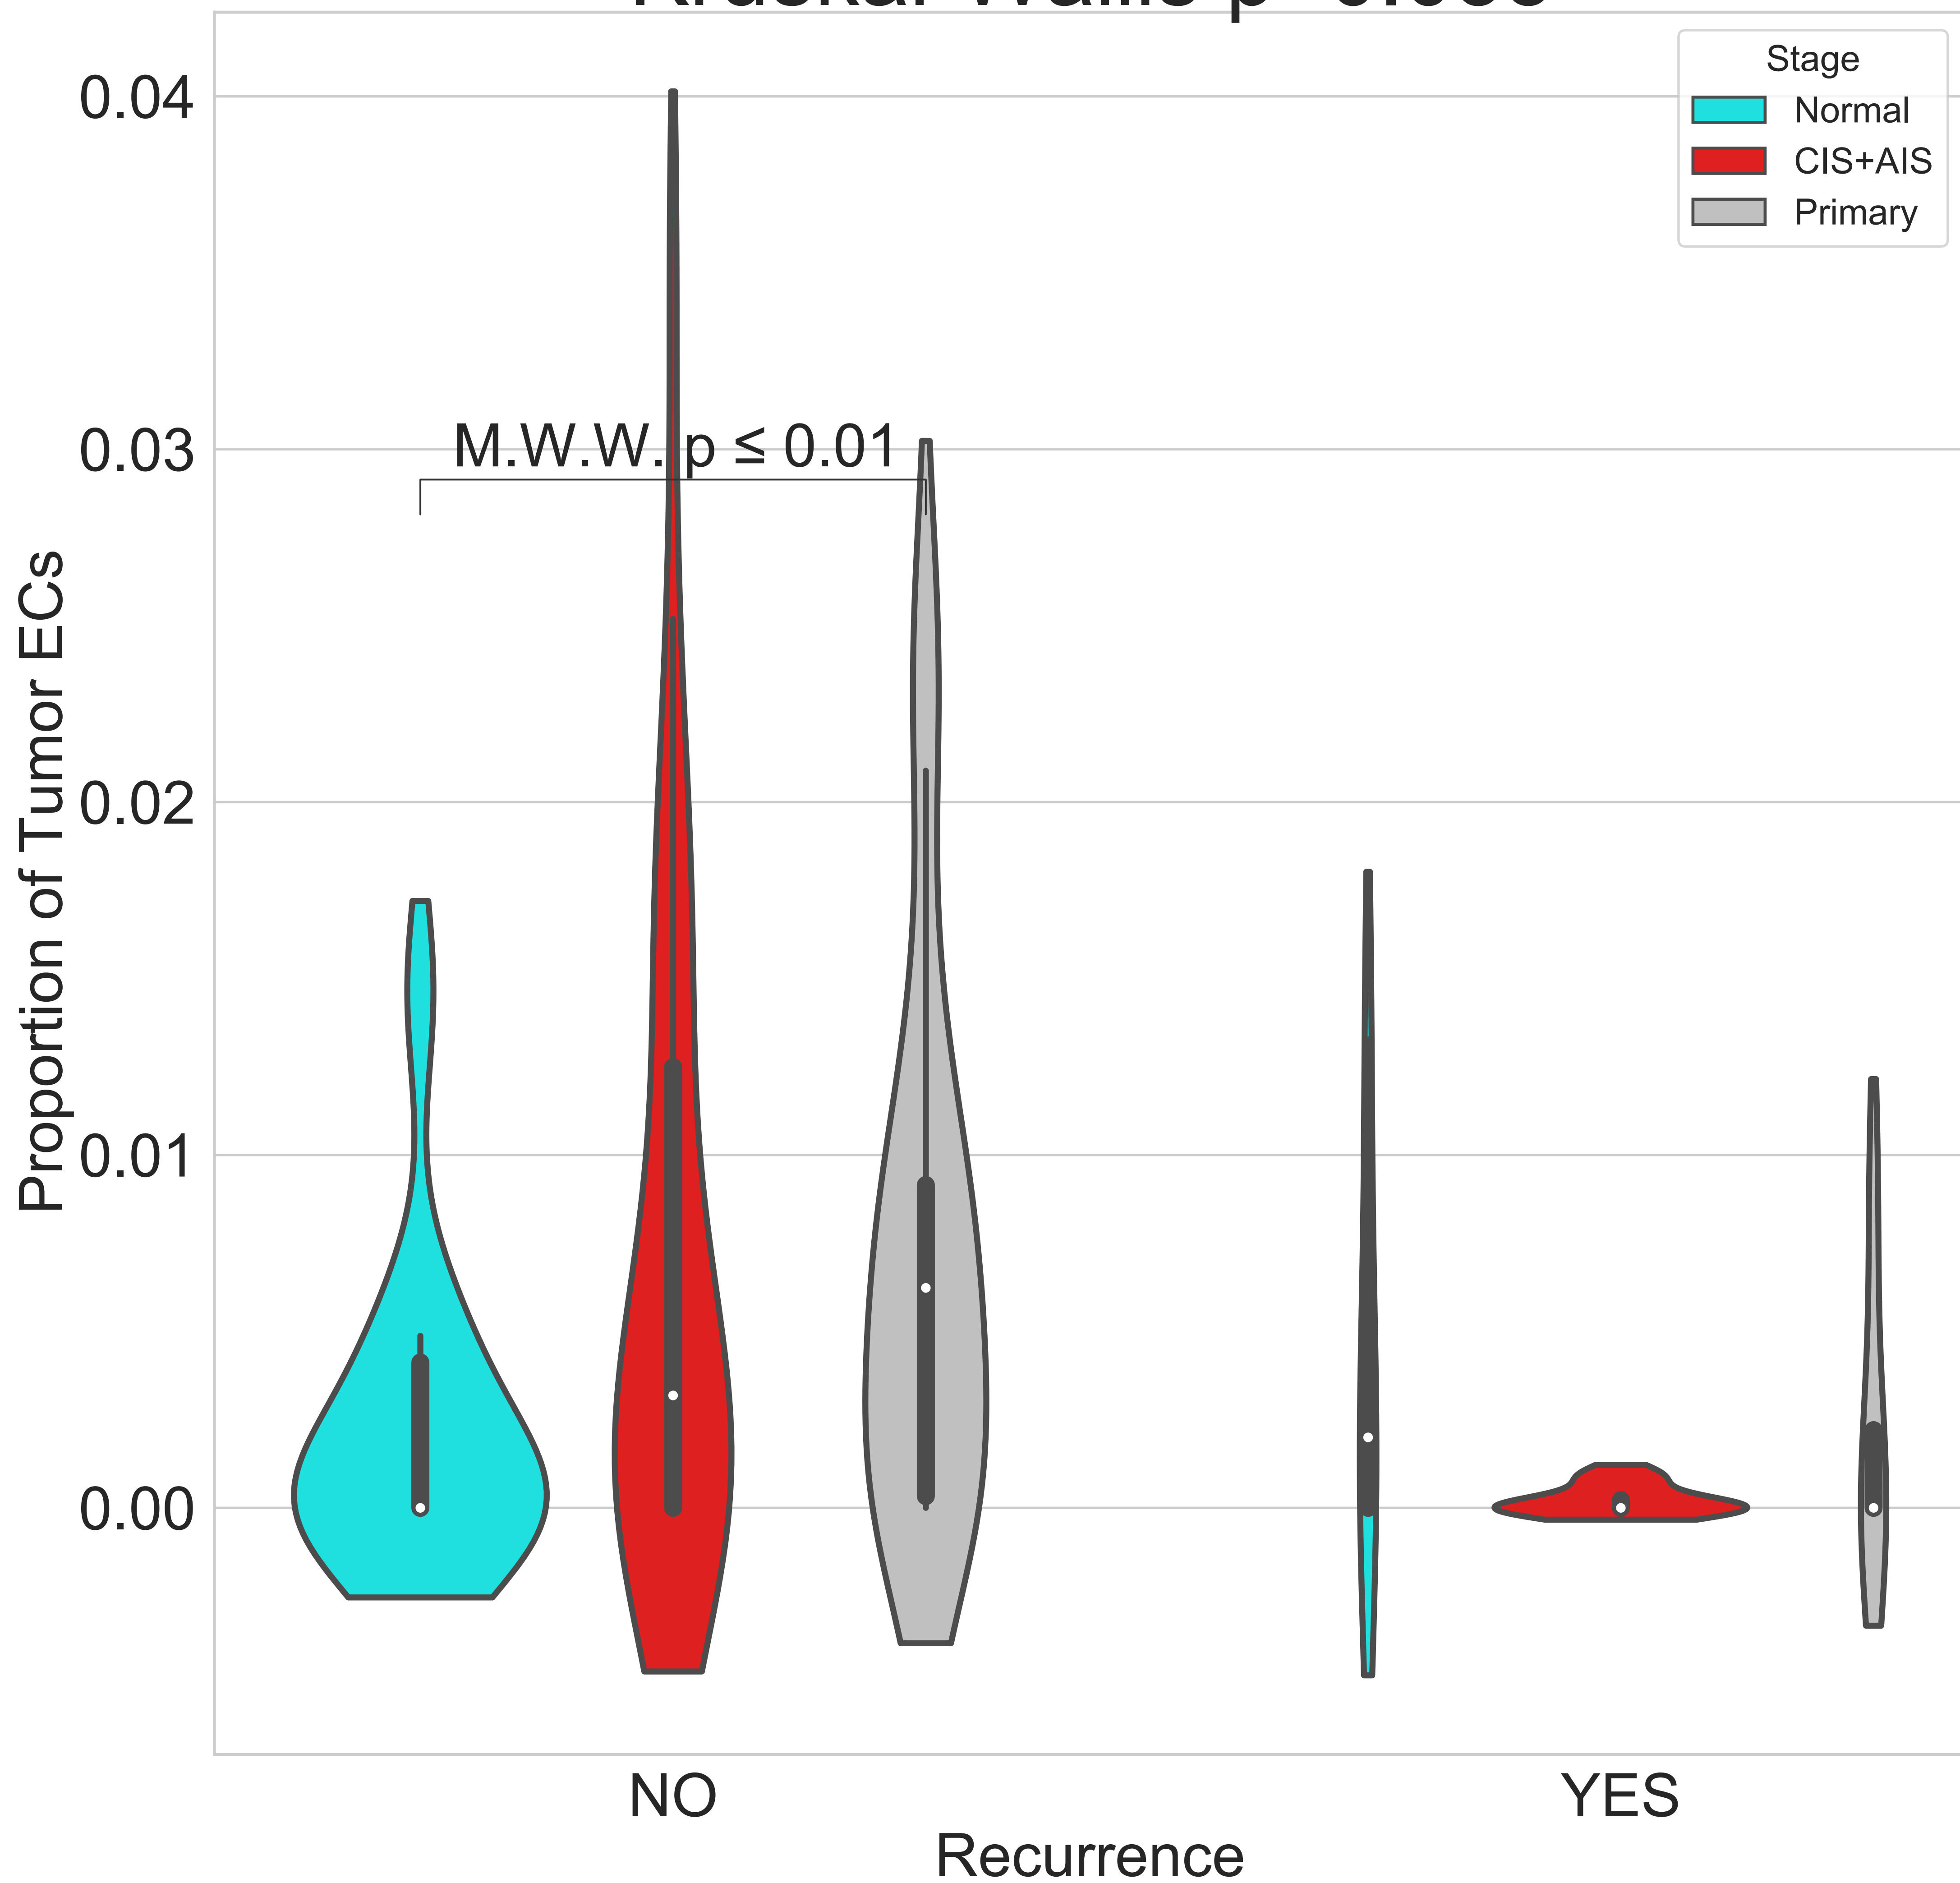 Stage
Normal
CIS+AIS
Primary
0.04
0.03
0.02
0.01
0.00
M.W.W. p ≤ 0.01
Proportion of Tumor ECs
NO
YES
Recurrence